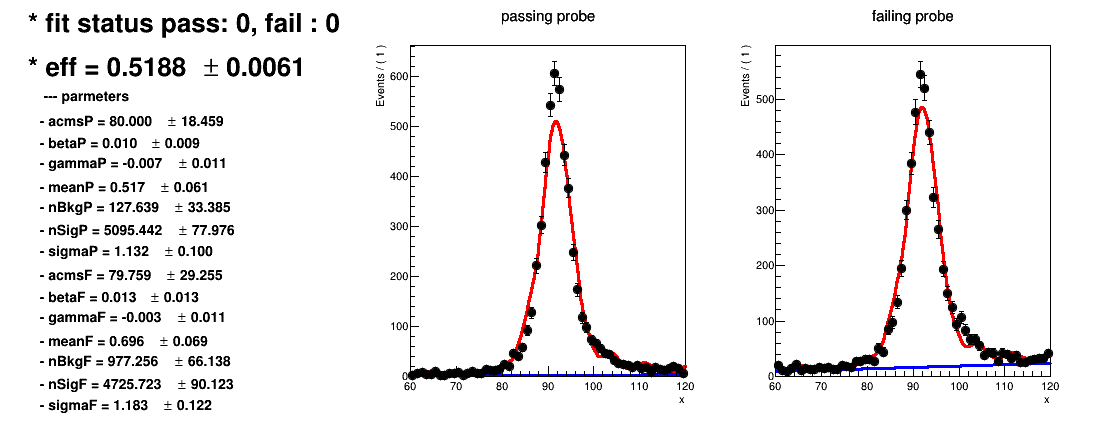 * fit status pass: 0, fail : 0
* eff = 0.5188 ± 0.0061
--- parmeters
- acmsP = 80.000 ± 18.459
- betaP = 0.010 ± 0.009
- gammaP = -0.007 ± 0.011
- meanP = 0.517 ± 0.061
- nBkgP = 127.639 ± 33.385
- nSigP = 5095.442 ± 77.976
- sigmaP = 1.132 ± 0.100
- acmsF = 79.759 ± 29.255
- betaF = 0.013 ± 0.013
- gammaF = -0.003 ± 0.011
- meanF = 0.696 ± 0.069
- nBkgF = 977.256 ± 66.138
- nSigF = 4725.723 ± 90.123
- sigmaF = 1.183 ± 0.122
passing probe
Events / ( 1 )
600
500
400
300
200
100
0
60 70 80 90 100 110 120
x
failing probe
Events / ( 1 )
500
400
300
200
100
0
60 70 80 90 100 110 120
x